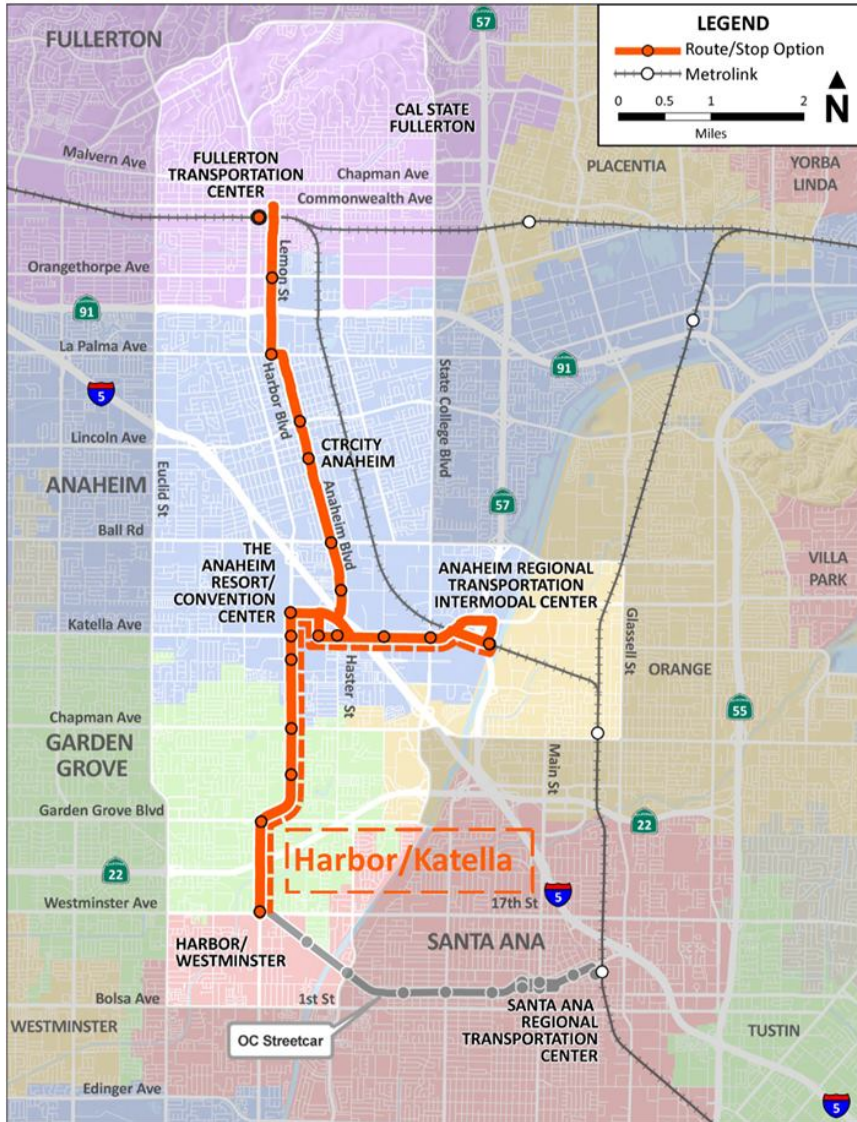 57
LEGEND
Route/Stop Option
Metrolink
0 0.5 1 2
Miles
N
FULLERTON
CAL STATE
FULLERTON
Malvern Ave
FULLERTON
TRANSPORTATION
CENTER
Chapman Ave
Commonwealth Ave
PLACENTIA
YORBA
LINDA
Orangethorpe Ave
Lemon St
91
La Palma Ave
5
Harbor Blvd
State College Blvd
91
Lincoln Ave
CTRCITY
ANAHEIM
ANAHEIM
Euclid St
Anaheim Blvd
57
Ball Rd
THE
ANAHEIM
RESORT/
CONVENTION
CENTER
ANAHEIM REGIONAL
TRANSPORTATION
INTERMODAL CENTER
VILLA
PARK
Katella Ave
Glassell St
Haster St
ORANGE
55
Chapman Ave
GARDEN
GROVE
Main St
Garden Grove Blvd
22
Harbor/Katella
22
5
Westminster Ave
17th St
HARBOR/
WESTMINSTER
SANTA ANA
Bolsa Ave
1st St
WESTMINSTER
OC Streetcar
SANTA ANA
REGIONAL
TRANSPORTATION
CENTER
TUSTIN
Edinger Ave
5